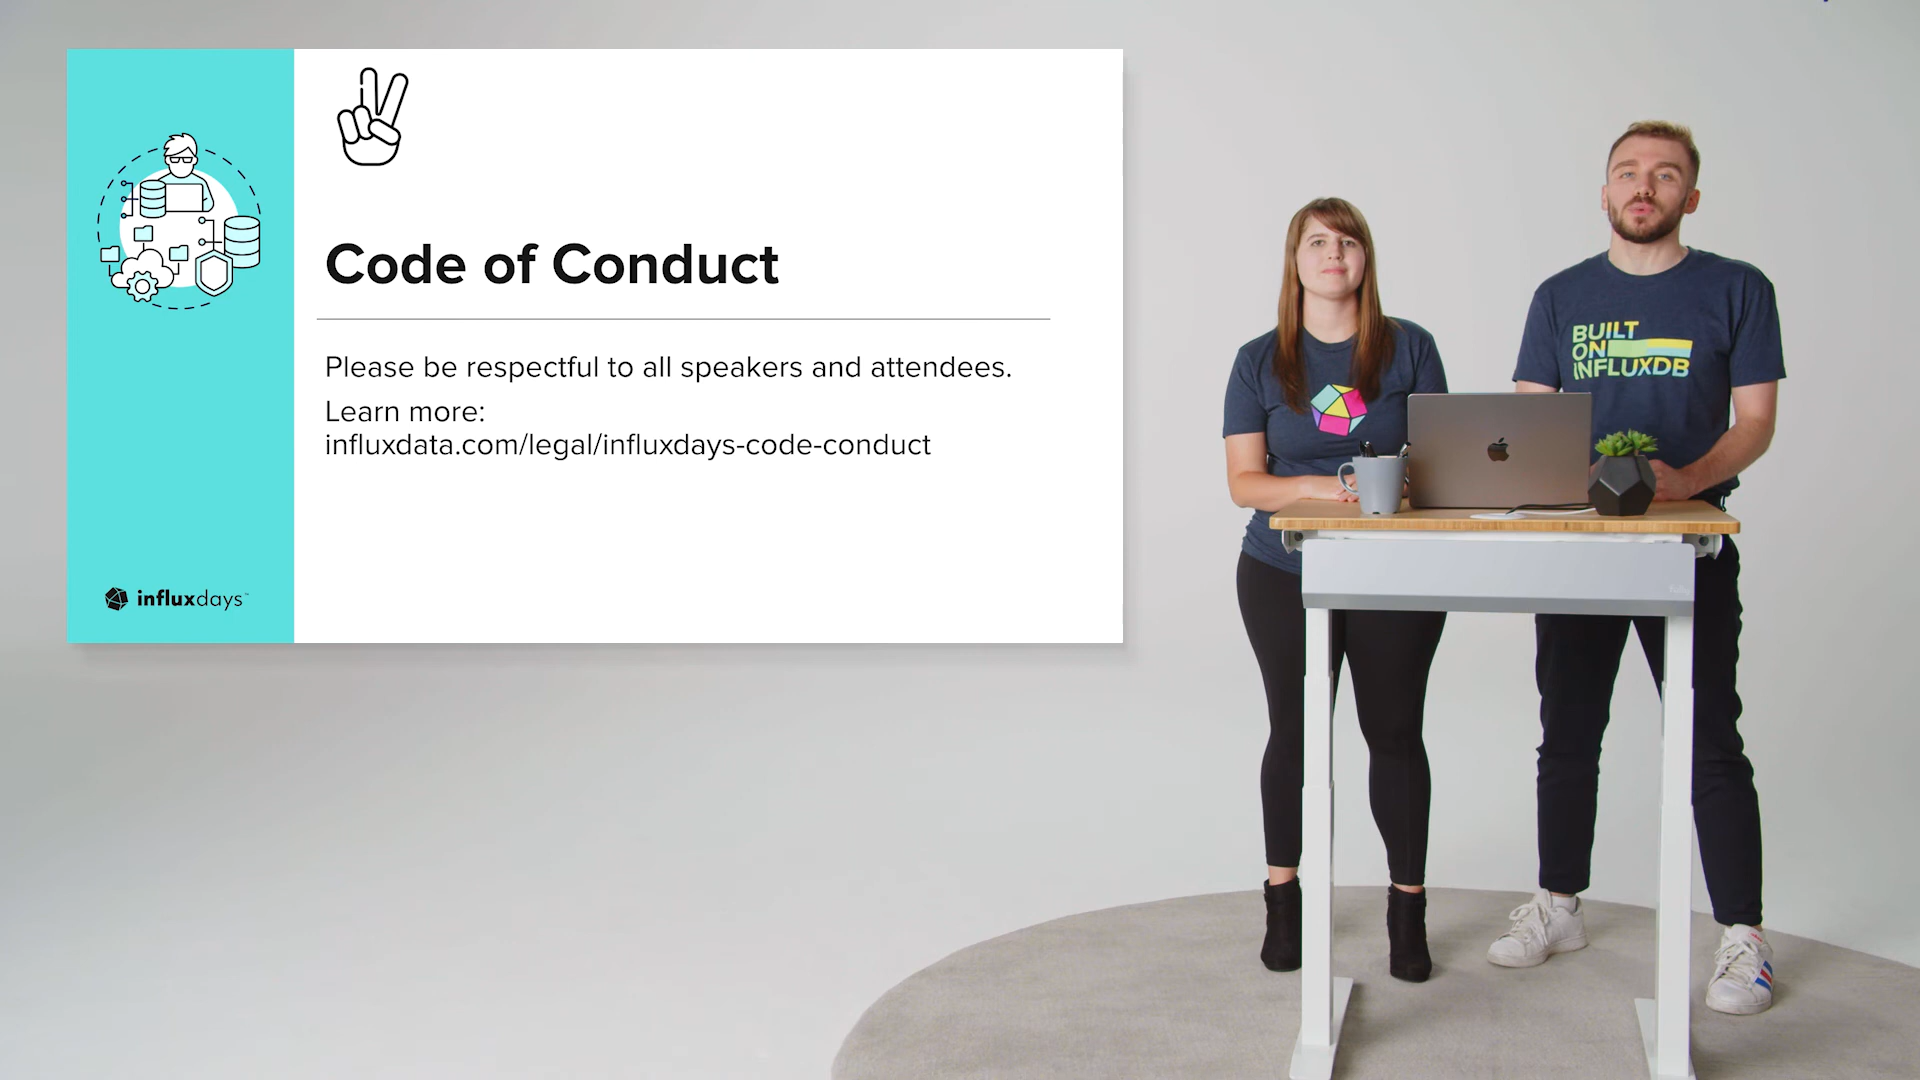 Code of Conduct
Please be respectful to all speakers and attendees.
Learn more:
influxdata.com/legal/influxdays-code-conduct
influxdays™
BUILT
ON
INFLUXDB